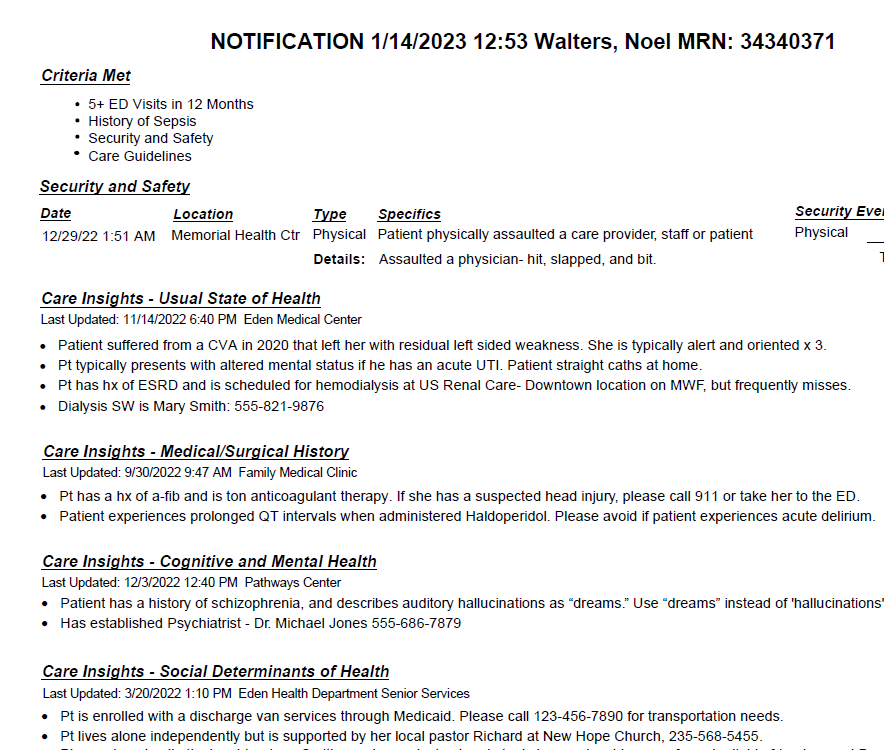 NOTIFICATION 1/14/2023 12:53 Walters, Noel MRN: 34340371
Criteria Met
• 5+ ED Visits in 12 Months
• History of Sepsis
• Security and Safety
• Care Guidelines
Security and Safety
Date Location Type Specifics Security Eve
12/29/22 1:51 AM Memorial Health Ctr Physical Patient physically assaulted a care provider, staff or patient Physical
Details: Assaulted a physician- hit, slapped, and bit.
Care Insights - Usual State of Health
Last Updated: 11/14/2022 6:40 PM Eden Medical Center
• Patient suffered from a CVA in 2020 that left her with residual left sided weakness. She is typically alert and oriented x 3.
• Pt typically presents with altered mental status if he has an acute UTI. Patient straight caths at home.
• Pt has hx of ESRD and is scheduled for hemodialysis at US Renal Care- Downtown location on MWF, but frequently misses.
• Dialysis SW is Mary Smith: 555-821-9876
Care Insights - Medical/Surgical History
Last Updated: 9/30/2022 9:47 AM Family Medical Clinic
• Pt has a hx of a-fib and is ton anticoagulant therapy. If she has a suspected head injury, please call 911 or take her to the ED.
• Patient experiences prolonged QT intervals when administered Haldoperidol. Please avoid if patient experiences acute delirium.
Care Insights - Cognitive and Mental Health
Last Updated: 12/3/2022 12:40 PM Pathways Center
• Patient has a history of schizophrenia, and describes auditory hallucinations as “dreams.” Use “dreams” instead of 'hallucinations'
• Has established Psychiatrist - Dr. Michael Jones 555-686-7879
Care Insights - Social Determinants of Health
Last Updated: 3/20/2022 1:10 PM Eden Health Department Senior Services
• Pt is enrolled with a discharge van services through Medicaid. Please call 123-456-7890 for transportation needs.
• Pt lives alone independently but is supported by her local pastor Richard at New Hope Church, 235-568-5455.